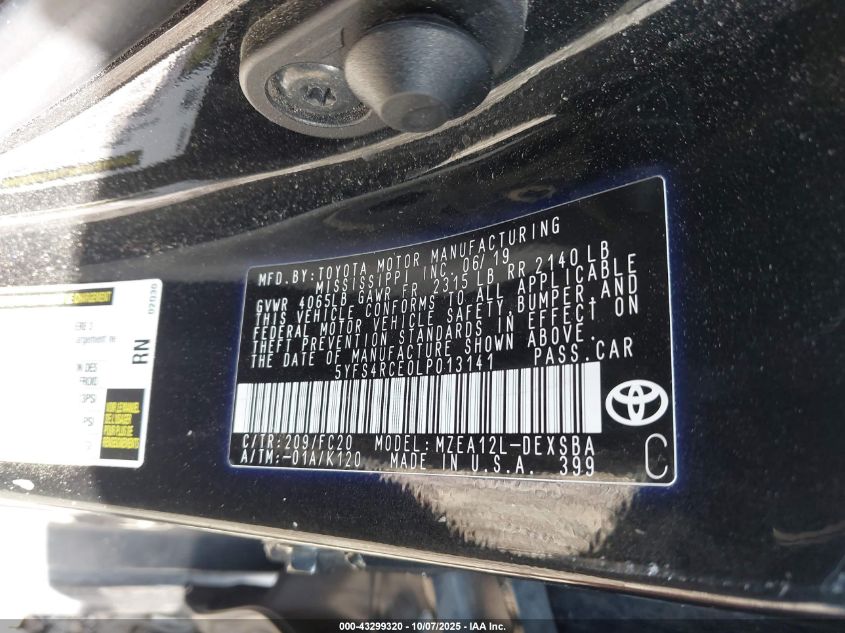 MFD.BY:TOYOTA MOTOR MANUFACTURING
MISSISSIPPI INC. 06/19
GVWR 4065LB GAWR FR 2315 LB RR 2140LB
THIS VEHICLE CONFORMS TO ALL APPLICABLE
FEDERAL MOTOR VEHICLE SAFETY,BUMPER,AND
THEFT PREVENTION STANDARDS IN EFFECT ON
THE DATE OF MANUFACTURE SHOWN ABOVE.
5YFS4RCE0LP013141 PASS.CAR
C/TR:209/FC20 MODEL:MZEA12L-DEXSBA
A/TM:-01A/K120 MADE IN U.S.A. 399
C
RN
PSI
000-43299320 - 10/07/2025 - IAA Inc.